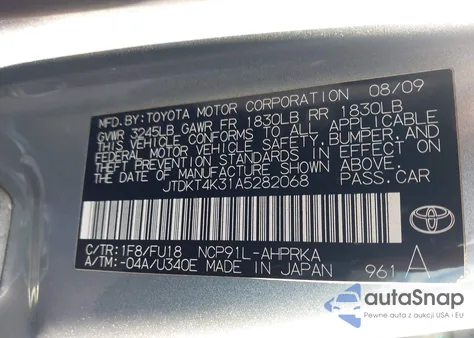 MFD. BY: TOYOTA MOTOR CORPORATION 08/09
GVWR 3245LB GAWR FR 1830LB RR 1830LB
THIS VEHICLE CONFORMS TO ALL APPLICABLE
FEDERAL MOTOR VEHICLE SAFETY, BUMPER, AND
THEFT PREVENTION STANDARDS IN EFFECT ON
THE DATE OF MANUFACTURE SHOWN ABOVE.
JTDKT4K31A5282068 PASS.CAR
TOYOTA
C/TR: 1F8/FU18 NCP91L-AHPRKA
A/TM: -04A/U340E MADE IN JAPAN 961 A
autoSnap
Pewne auta z aukcji USA i EU